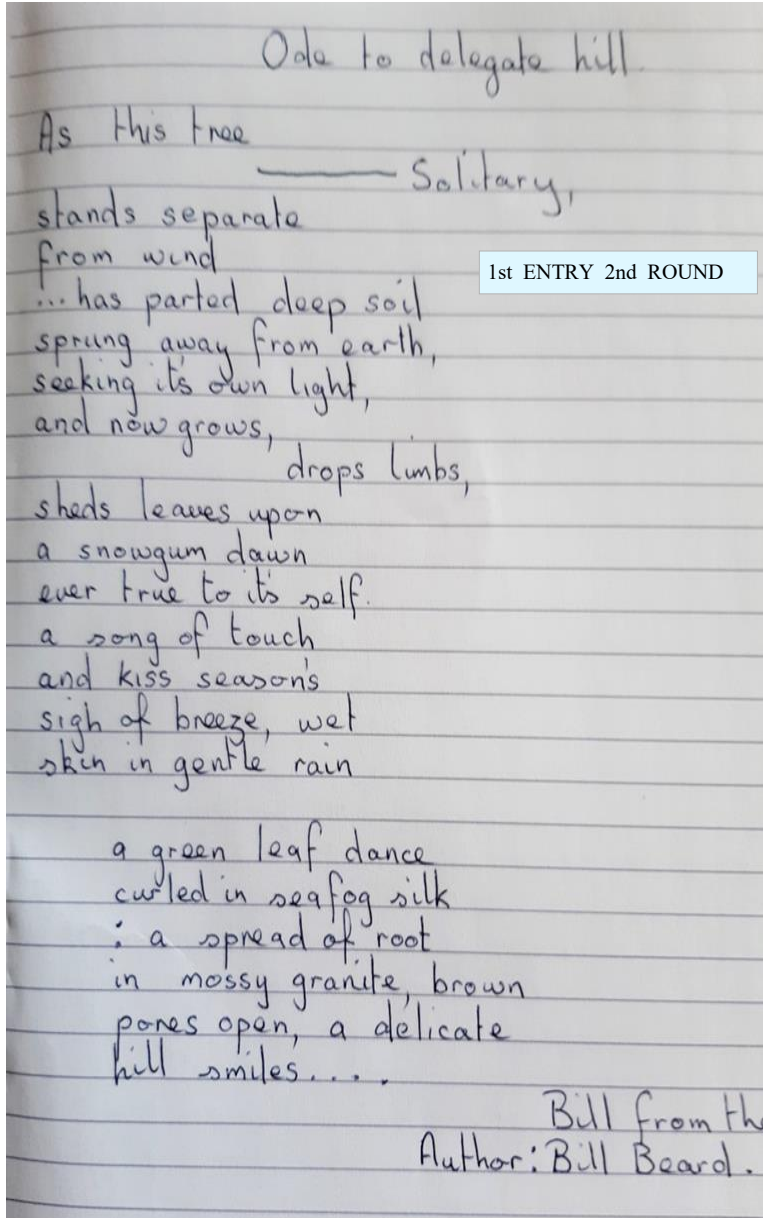 Ode to delegate hill.
As this tree
—— Solitary,
stands separate
from wind
1st ENTRY 2nd ROUND
...has parted deep soil
sprung away from earth,
seeking it's own light,
and now grows,
drops limbs,
sheds leaves upon
a snowgum dawn
ever true to it's self.
a song of touch
and kiss season's
sigh of breeze, wet
skin in gentle rain
a green leaf dance
curled in seafog silk
: a spread of root
in mossy granite, brown
pores open, a delicate
hill smiles....
Bill from the
Author: Bill Beard.